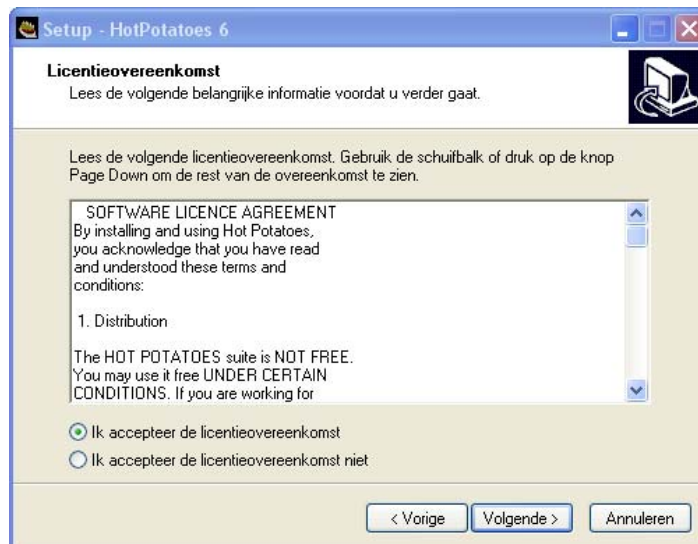 Setup - HotPotatoes 6
Licentieovereenkomst
Lees de volgende belangrijke informatie voordat u verder gaat.
Lees de volgende licentieovereenkomst. Gebruik de schuifbalk of druk op de knop
Page Down om de rest van de overeenkomst te zien.
SOFTWARE LICENCE AGREEMENT
By installing and using Hot Potatoes,
you acknowledge that you have read
and understood these terms and
conditions:
1. Distribution
The HOT POTATOES suite is NOT FREE.
You may use it free UNDER CERTAIN
CONDITIONS. If you are working for
Ik accepteer de licentieovereenkomst
Ik accepteer de licentieovereenkomst niet
< Vorige Volgende > Annuleren